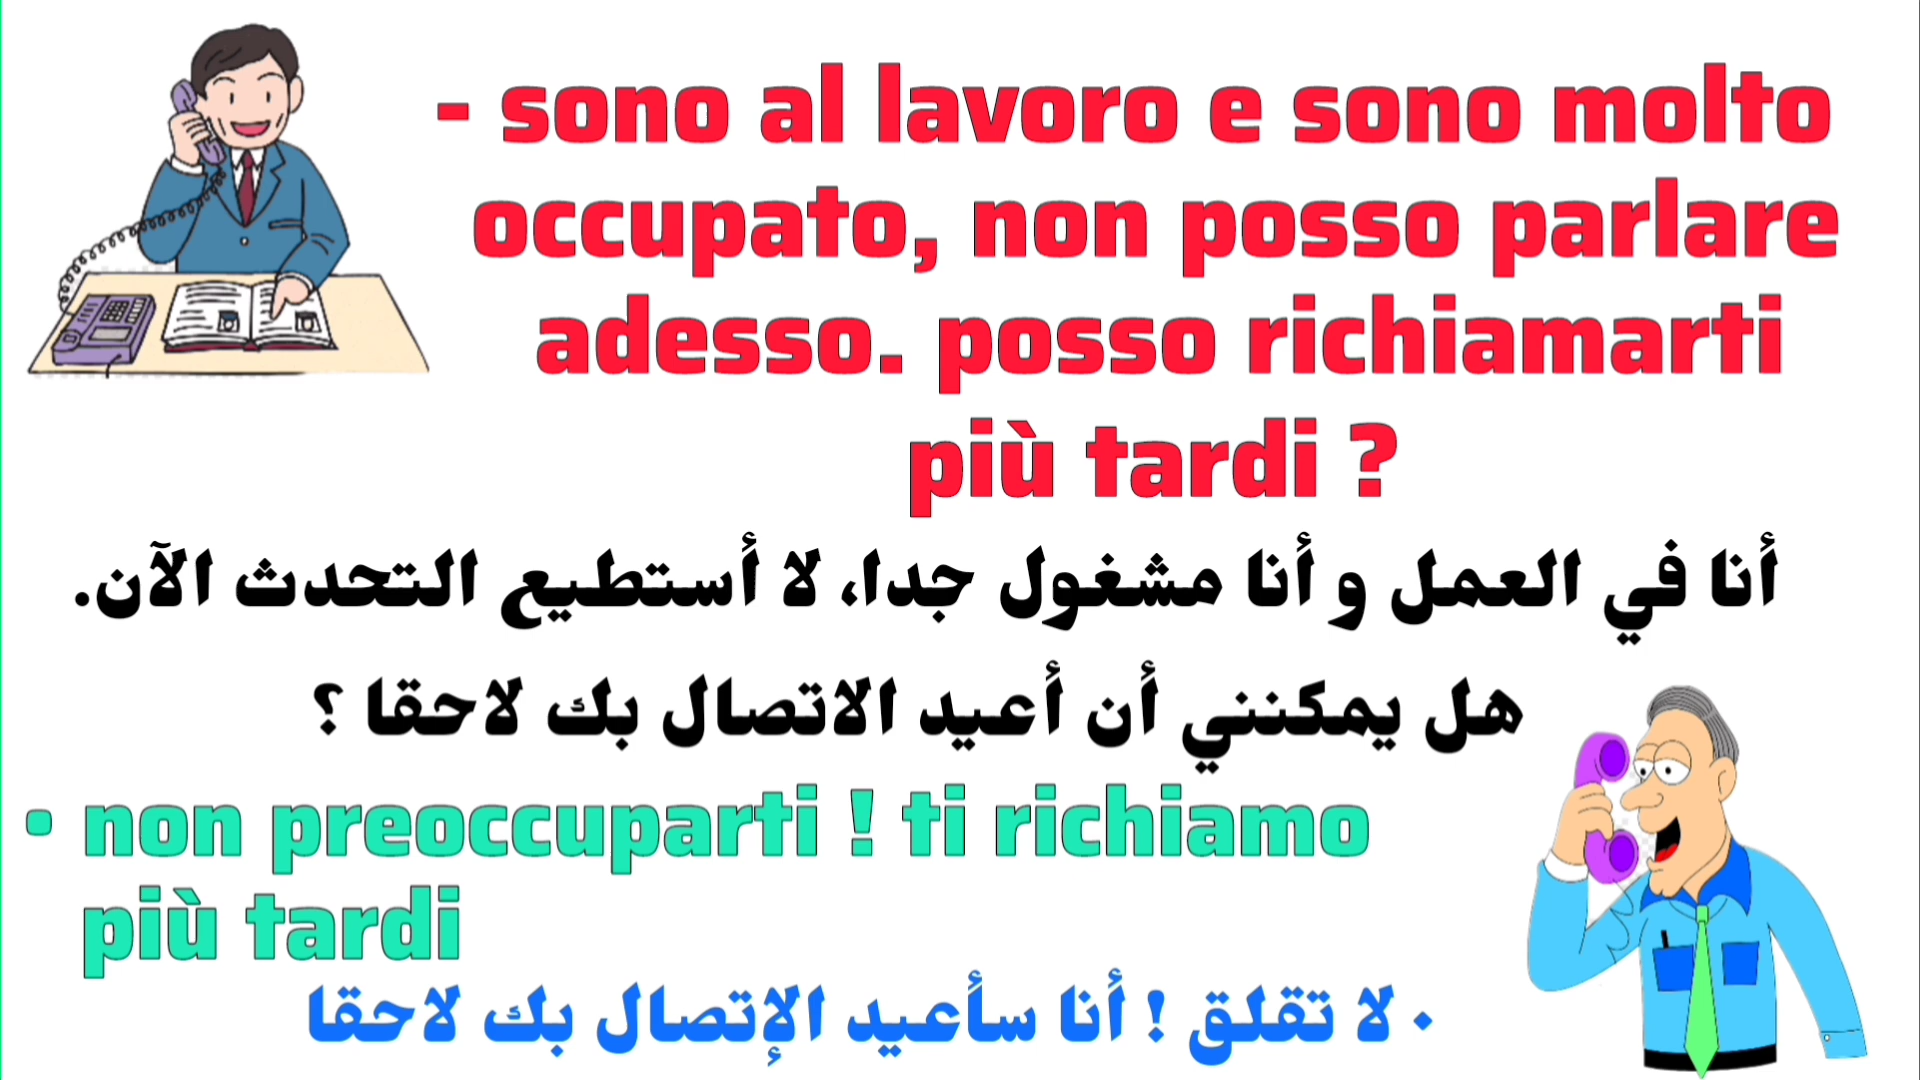 - sono al lavoro e sono molto
occupato, non posso parlare
adesso. posso richiamarti
più tardi ?
أنا في العمل و أنا مشغول جدا، لا أستطيع التحدث الآن.
هل يمكنني أن أعيد الاتصال بك لاحقا ؟
• non preoccuparti ! ti richiamo
più tardi
• لا تقلق ! أنا سأعيد الإتصال بك لاحقا